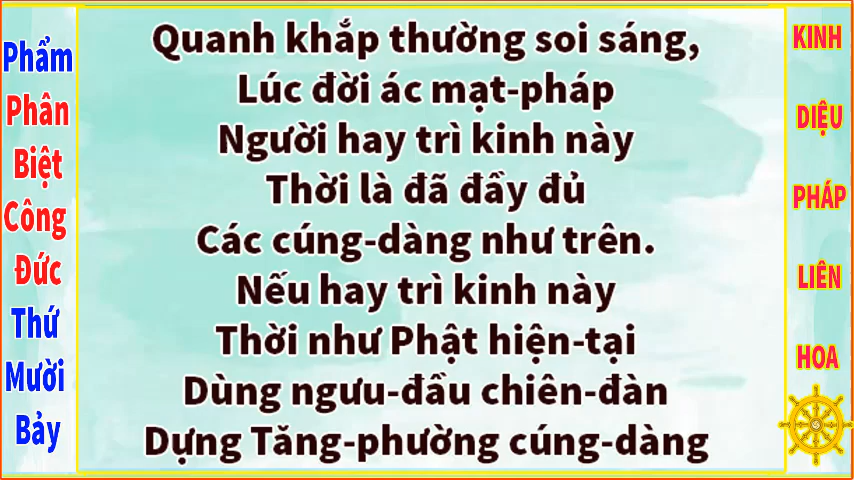 Phẩm
Phân
Biệt
Công
Đức
Thứ
Mười
Bảy
Quanh khắp thường soi sáng,
Lúc đời ác mạt-pháp
Người hay trì kinh này
Thời là đã đầy đủ
Các cúng-dàng như trên.
Nếu hay trì kinh này
Thời như Phật hiện-tại
Dùng ngưu-đầu chiên-đàn
Dựng Tăng-phường cúng-dàng
KINH
DIỆU
PHÁP
LIÊN
HOA